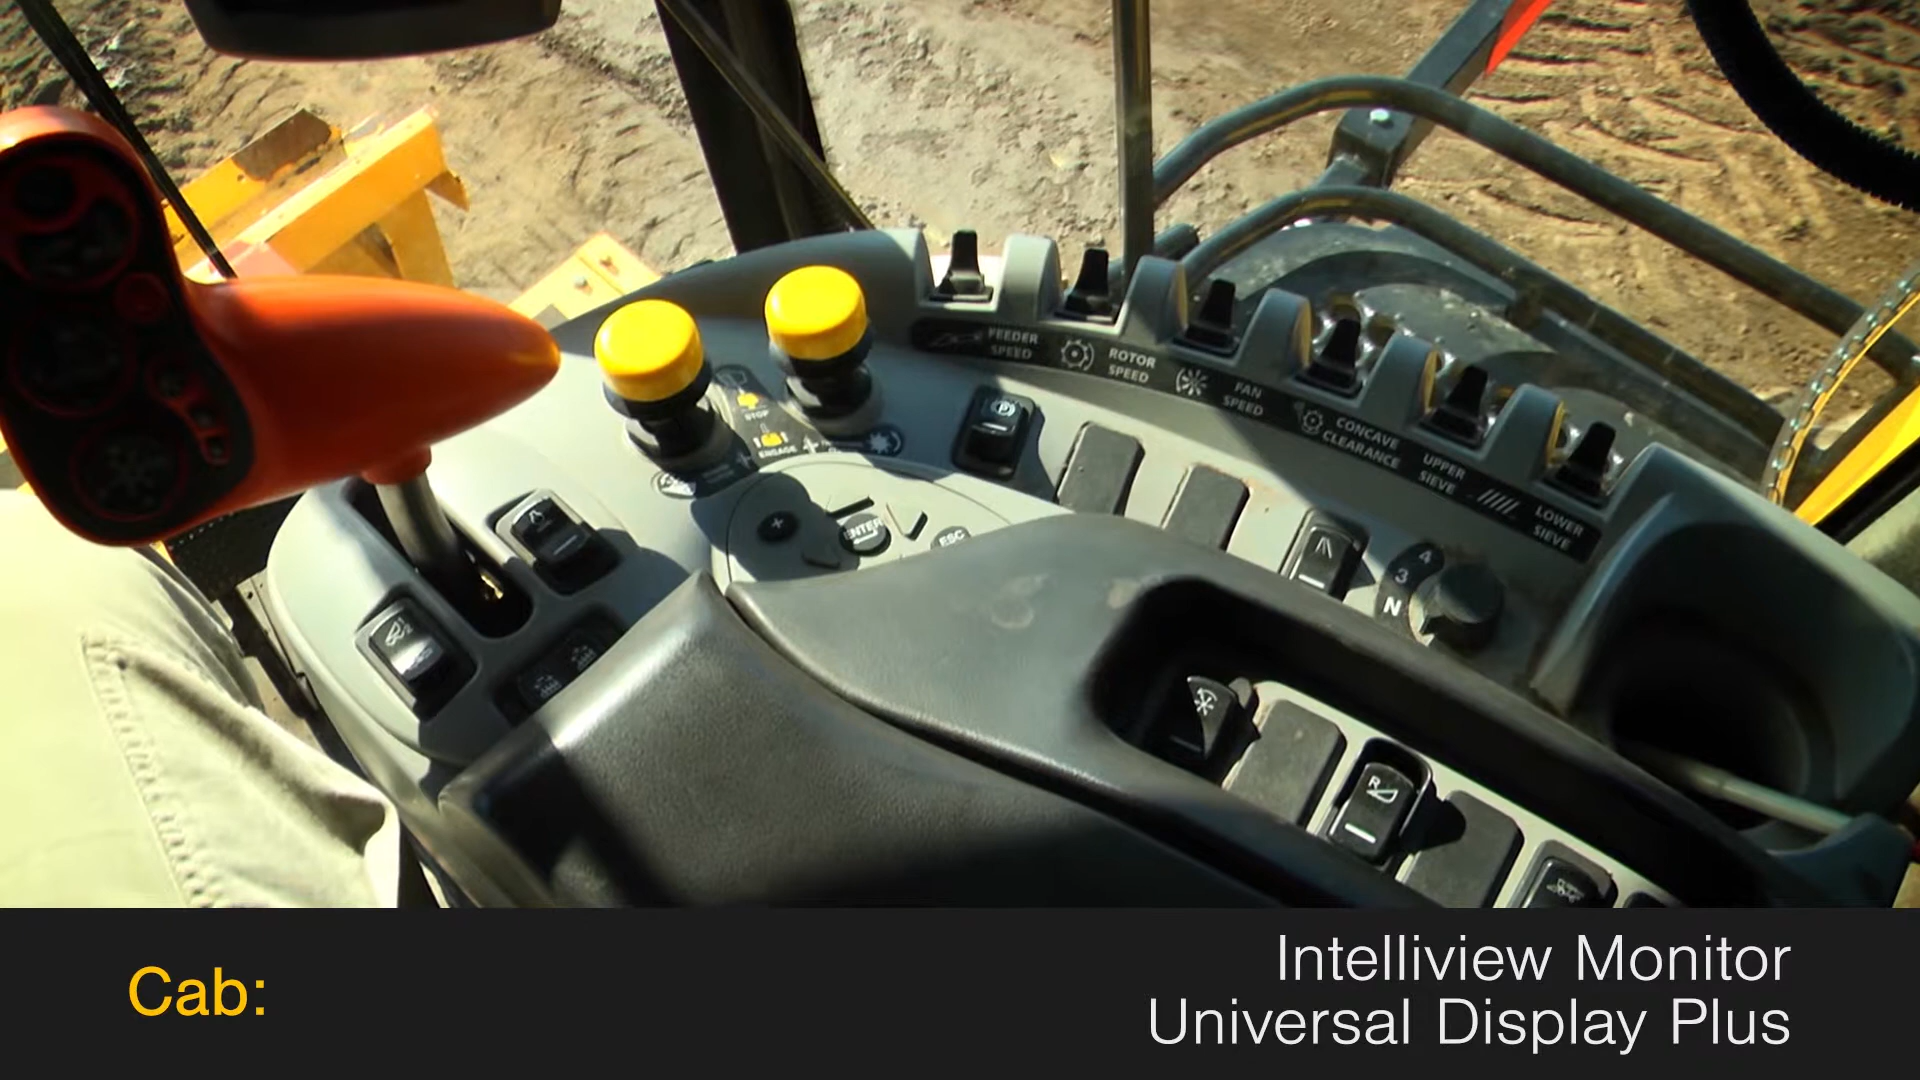 FEEDER
SPEED
ROTOR
SPEED
FAN
SPEED
CONCAVE
CLEARANCE
UPPER
SIEVE
LOWER
SIEVE
STOP
ENGAGE
P
ENTER
ESC
4
3
N
R
Cab:
Intelliview Monitor
Universal Display Plus